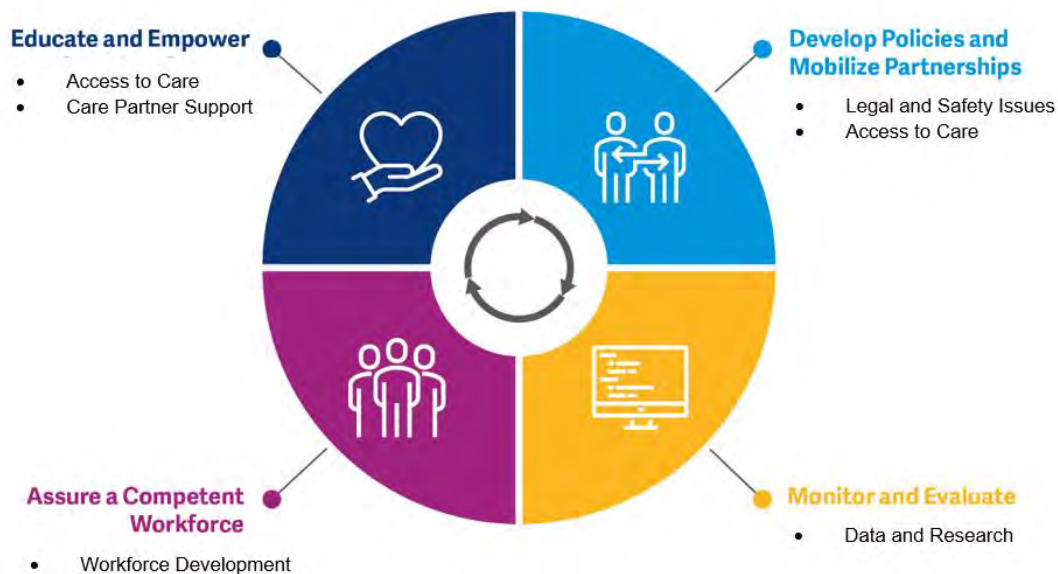 Educate and Empower
• Access to Care
• Care Partner Support
Develop Policies and
Mobilize Partnerships
• Legal and Safety Issues
• Access to Care
Assure a Competent
Workforce
• Workforce Development
Monitor and Evaluate
• Data and Research